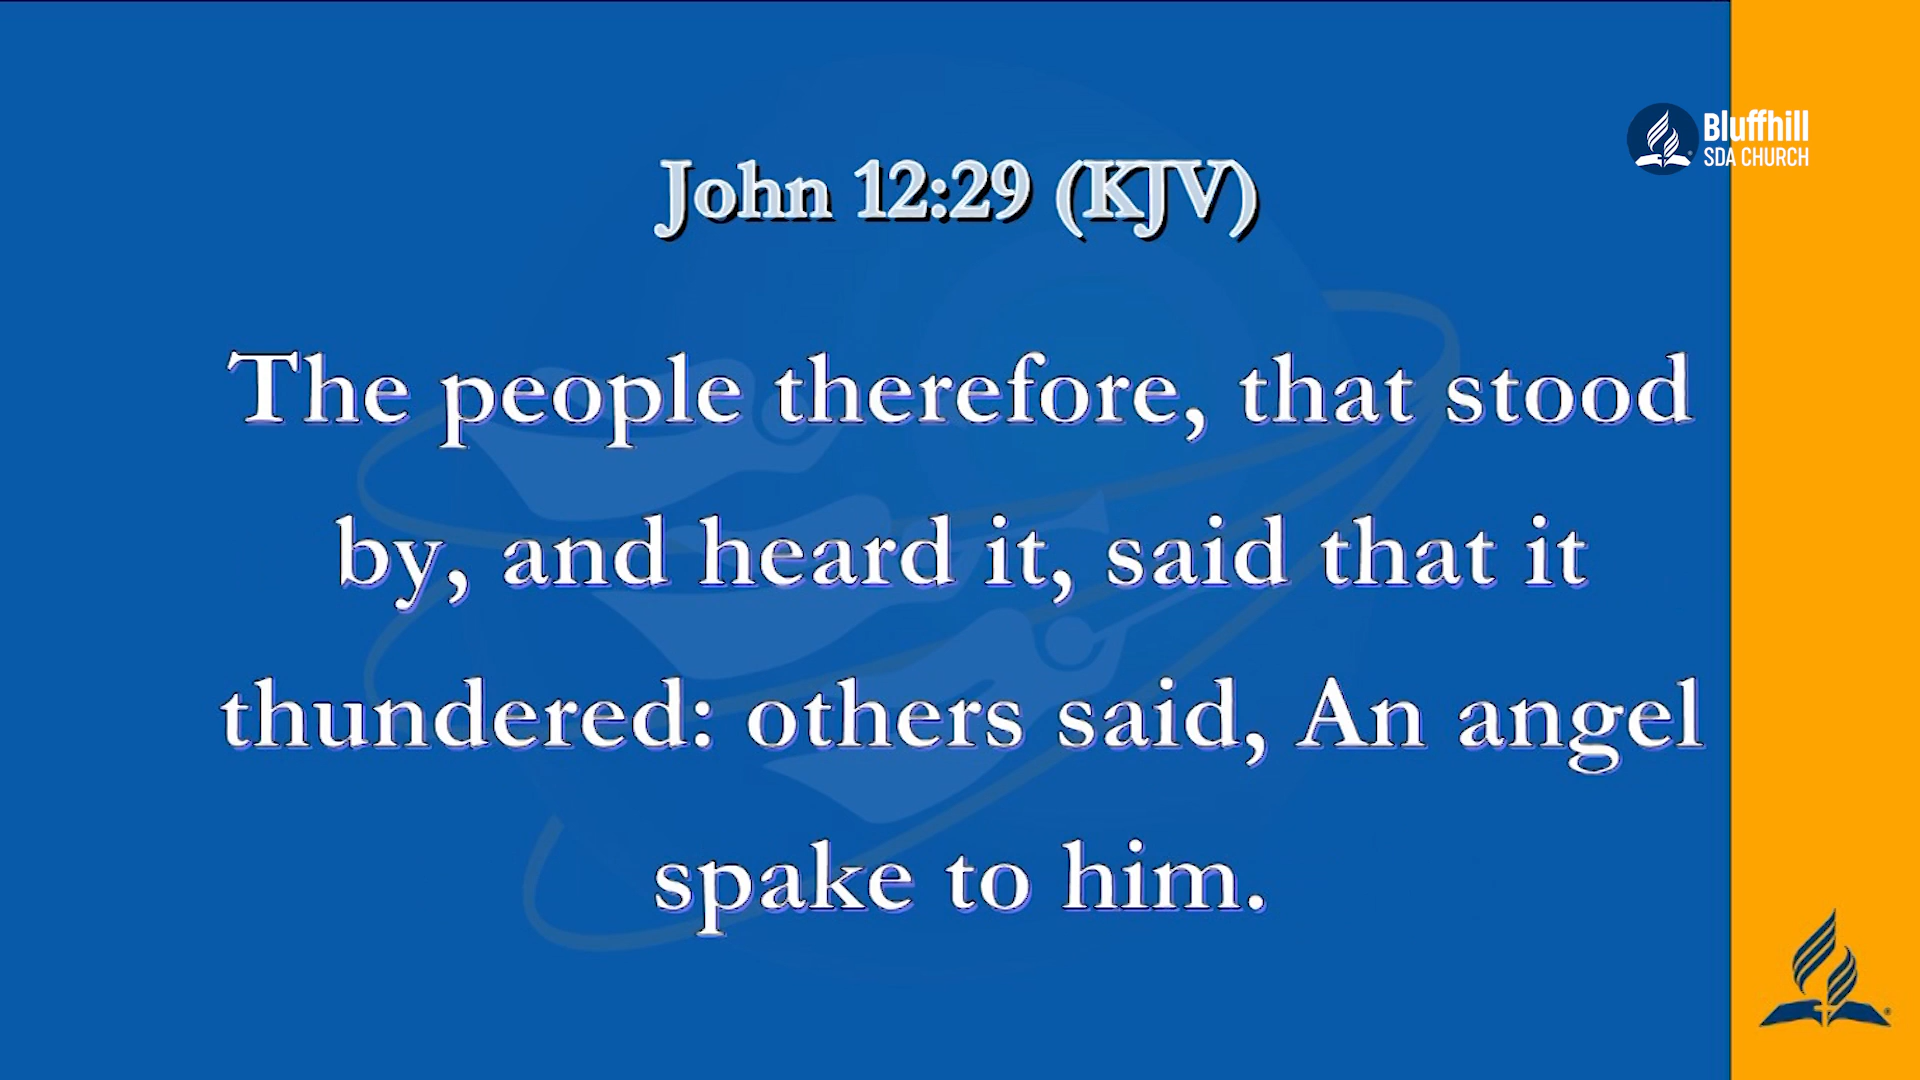 Bluffhill
SDA CHURCH
John 12:29 (KJV)
The people therefore, that stood
by, and heard it, said that it
thundered: others said, An angel
spake to him.